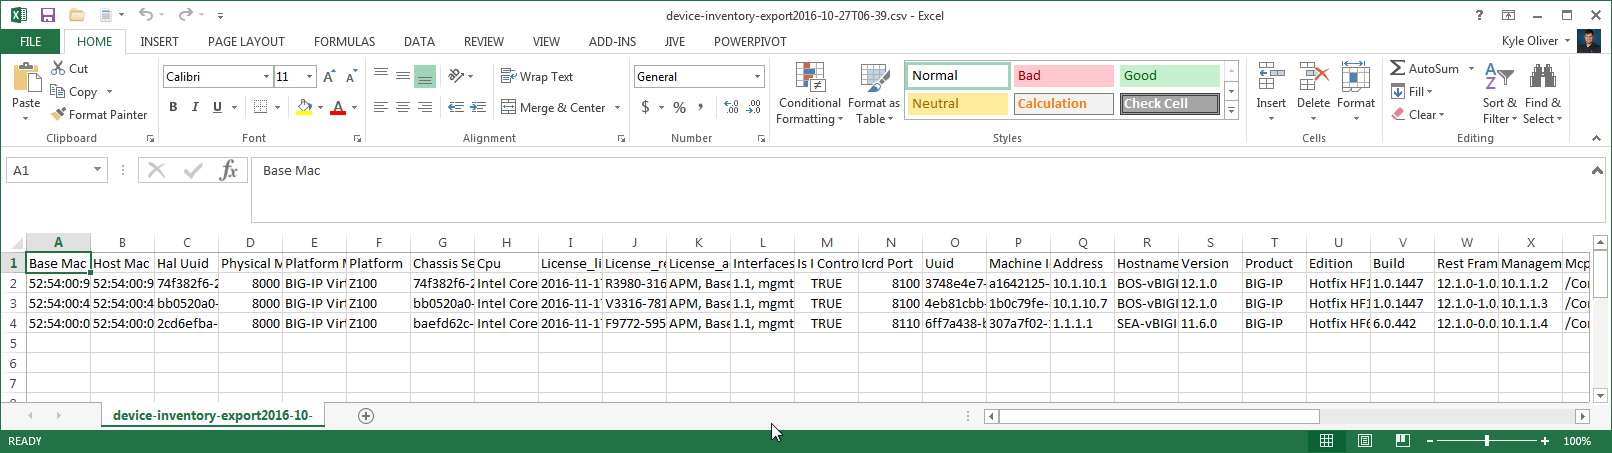 device-inventory-export2016-10-27T06-39.csv - Excel
FILE HOME INSERT PAGE LAYOUT FORMULAS DATA REVIEW VIEW ADD-INS JIVE POWERPIVOT Kyle Oliver
Paste Cut Copy Format Painter Clipboard
Calibri 11 B I U A A A Font
Wrap Text Merge & Center Alignment
General $ % , Number
Conditional Formatting Format as Table
Normal Bad Good
Neutral Calculation Check Cell
Styles
Insert Delete Format Cells
AutoSum Fill Clear Sort & Filter Find & Select Editing
A1 fx Base Mac
A B C D E F G H I J K L M N O P Q R S T U V W X
1 Base Mac Host Mac Hal Uuid Physical M Platform M Platform Chassis Se Cpu License_li License_re License_a Interfaces Is I Contro Icrd Port Uuid Machine I Address Hostname Version Product Edition Build Rest Fram Managem Mcp
2 52:54:00:9 52:54:00:9 74f382f6-2 8000 BIG-IP Virt Z100 74f382f6-2 Intel Core 2016-11-1 R3980-316 APM, Base 1.1, mgmt TRUE 8100 3748e4e7- a1642125- 10.1.10.1 BOS-vBIGI 12.1.0 BIG-IP Hotfix HF1 1.0.1447 12.1.0-1.0. 10.1.1.2 /Cor
3 52:54:00:4 52:54:00:4 bb0520a0- 8000 BIG-IP Virt Z100 bb0520a0- Intel Core 2016-11-1 V3316-781 APM, Base 1.1, mgmt TRUE 8100 4eb81cbb- 1b0c79fe- 10.1.10.7 BOS-vBIGI 12.1.0 BIG-IP Hotfix HF1 1.0.1447 12.1.0-1.0. 10.1.1.3 /Cor
4 52:54:00:0 52:54:00:0 2cd6efba- 8000 BIG-IP Virt Z100 baefd62c- Intel Core 2016-11-1 F9772-595 APM, Base 1.1, mgmt TRUE 8110 6ff7a438-b 307a7f02- 1.1.1.1 SEA-vBIGI 11.6.0 BIG-IP Hotfix HF6 6.0.442 12.1.0-0.0. 10.1.1.4 /Cor
5
6
7
device-inventory-export2016-10-
READY 100%